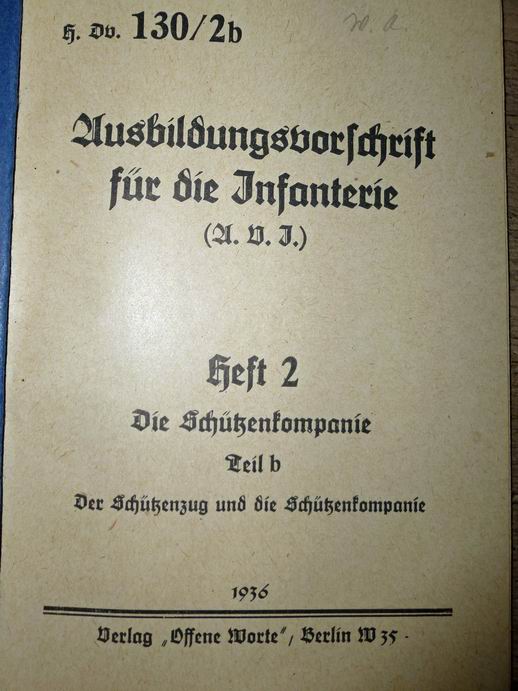 H. Dv. 130/2b
Ausbildungsvorschrift
für die Infanterie
(A. V. I.)
Heft 2
Die Schützenkompanie
Teil b
Der Schützenzug und die Schützenkompanie
1936
Verlag „Offene Worte“, Berlin W 35 ·